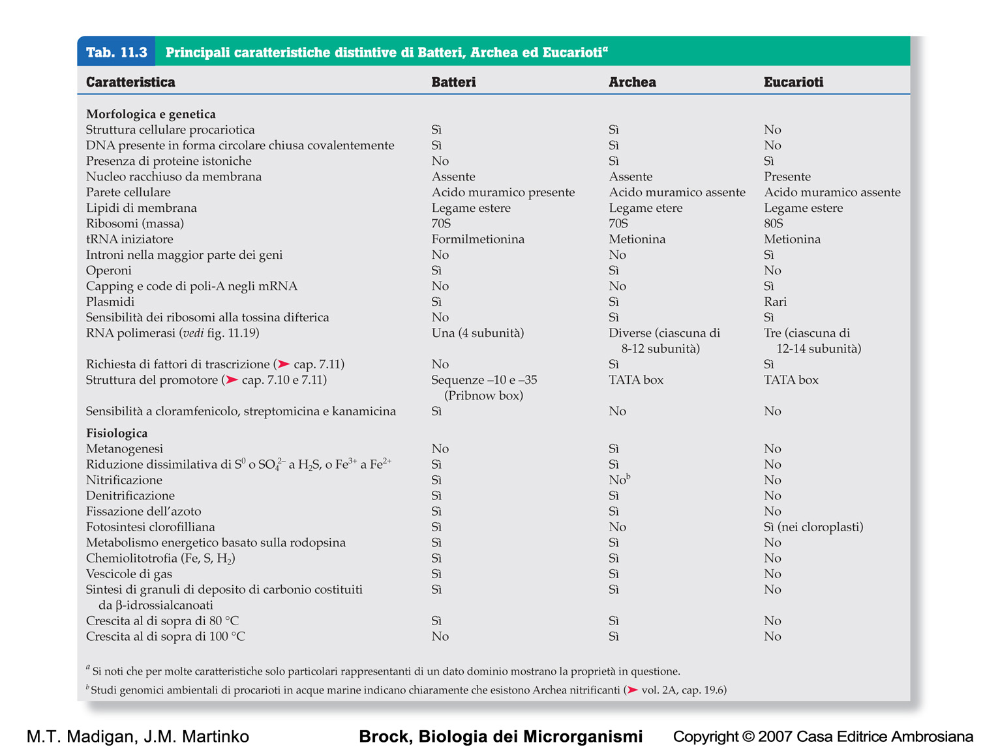 Tab. 11.3 Principali caratteristiche distintive di Batteri, Archea ed Eucariotiᵃ
Caratteristica Batteri Archea Eucarioti
Morfologica e genetica
Struttura cellulare procariotica Sì Sì No
DNA presente in forma circolare chiusa covalentemente Sì Sì No
Presenza di proteine istoniche No Sì Sì
Nucleo racchiuso da membrana Assente Assente Presente
Parete cellulare Acido muramico presente Acido muramico assente Acido muramico assente
Lipidi di membrana Legame estere Legame etere Legame estere
Ribosomi (massa) 70S 70S 80S
tRNA iniziatore Formilmetionina Metionina Metionina
Introni nella maggior parte dei geni No No Sì
Operoni Sì Sì No
Capping e code di poli-A negli mRNA No No Sì
Plasmidi Sì Sì Rari
Sensibilità dei ribosomi alla tossina difterica No Sì Sì
RNA polimerasi (vedi fig. 11.19) Una (4 subunità) Diverse (ciascuna di Tre (ciascuna di
8-12 subunità) 12-14 subunità)
Richiesta di fattori di trascrizione (➤ cap. 7.11) No Sì Sì
Struttura del promotore (➤ cap. 7.10 e 7.11) Sequenze –10 e –35 TATA box TATA box
(Pribnow box)
Sensibilità a cloramfenicolo, streptomicina e kanamicina Sì No No
Fisiologica
Metanogenesi No Sì No
Riduzione dissimilativa di S⁰ o SO₄²⁻ a H₂S, o Fe³⁺ a Fe²⁺ Sì Sì No
Nitrificazione Sì Noᵇ No
Denitrificazione Sì Sì No
Fissazione dell’azoto Sì Sì No
Fotosintesi clorofilliana Sì No Sì (nei cloroplasti)
Metabolismo energetico basato sulla rodopsina Sì Sì No
Chemiolitotrofia (Fe, S, H₂) Sì Sì No
Vescicole di gas Sì Sì No
Sintesi di granuli di deposito di carbonio costituiti Sì Sì No
da β-idrossialcanoati
Crescita al di sopra di 80 °C Sì Sì No
Crescita al di sopra di 100 °C No Sì No
ᵃ Si noti che per molte caratteristiche solo particolari rappresentanti di un dato dominio mostrano la proprietà in questione.
ᵇ Studi genomici ambientali di procarioti in acque marine indicano chiaramente che esistono Archea nitrificanti (➤ vol. 2A, cap. 19.6)
M.T. Madigan, J.M. Martinko Brock, Biologia dei Microrganismi Copyright © 2007 Casa Editrice Ambrosiana